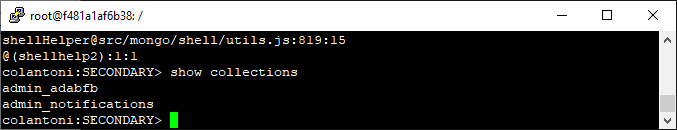 root@f481a1af6b38: /
shellHelper@src/mongo/shell/utils.js:819:15
@(shellhelp2):1:1
colantoni:SECONDARY> show collections
admin_adabfb
admin_notifications
colantoni:SECONDARY>